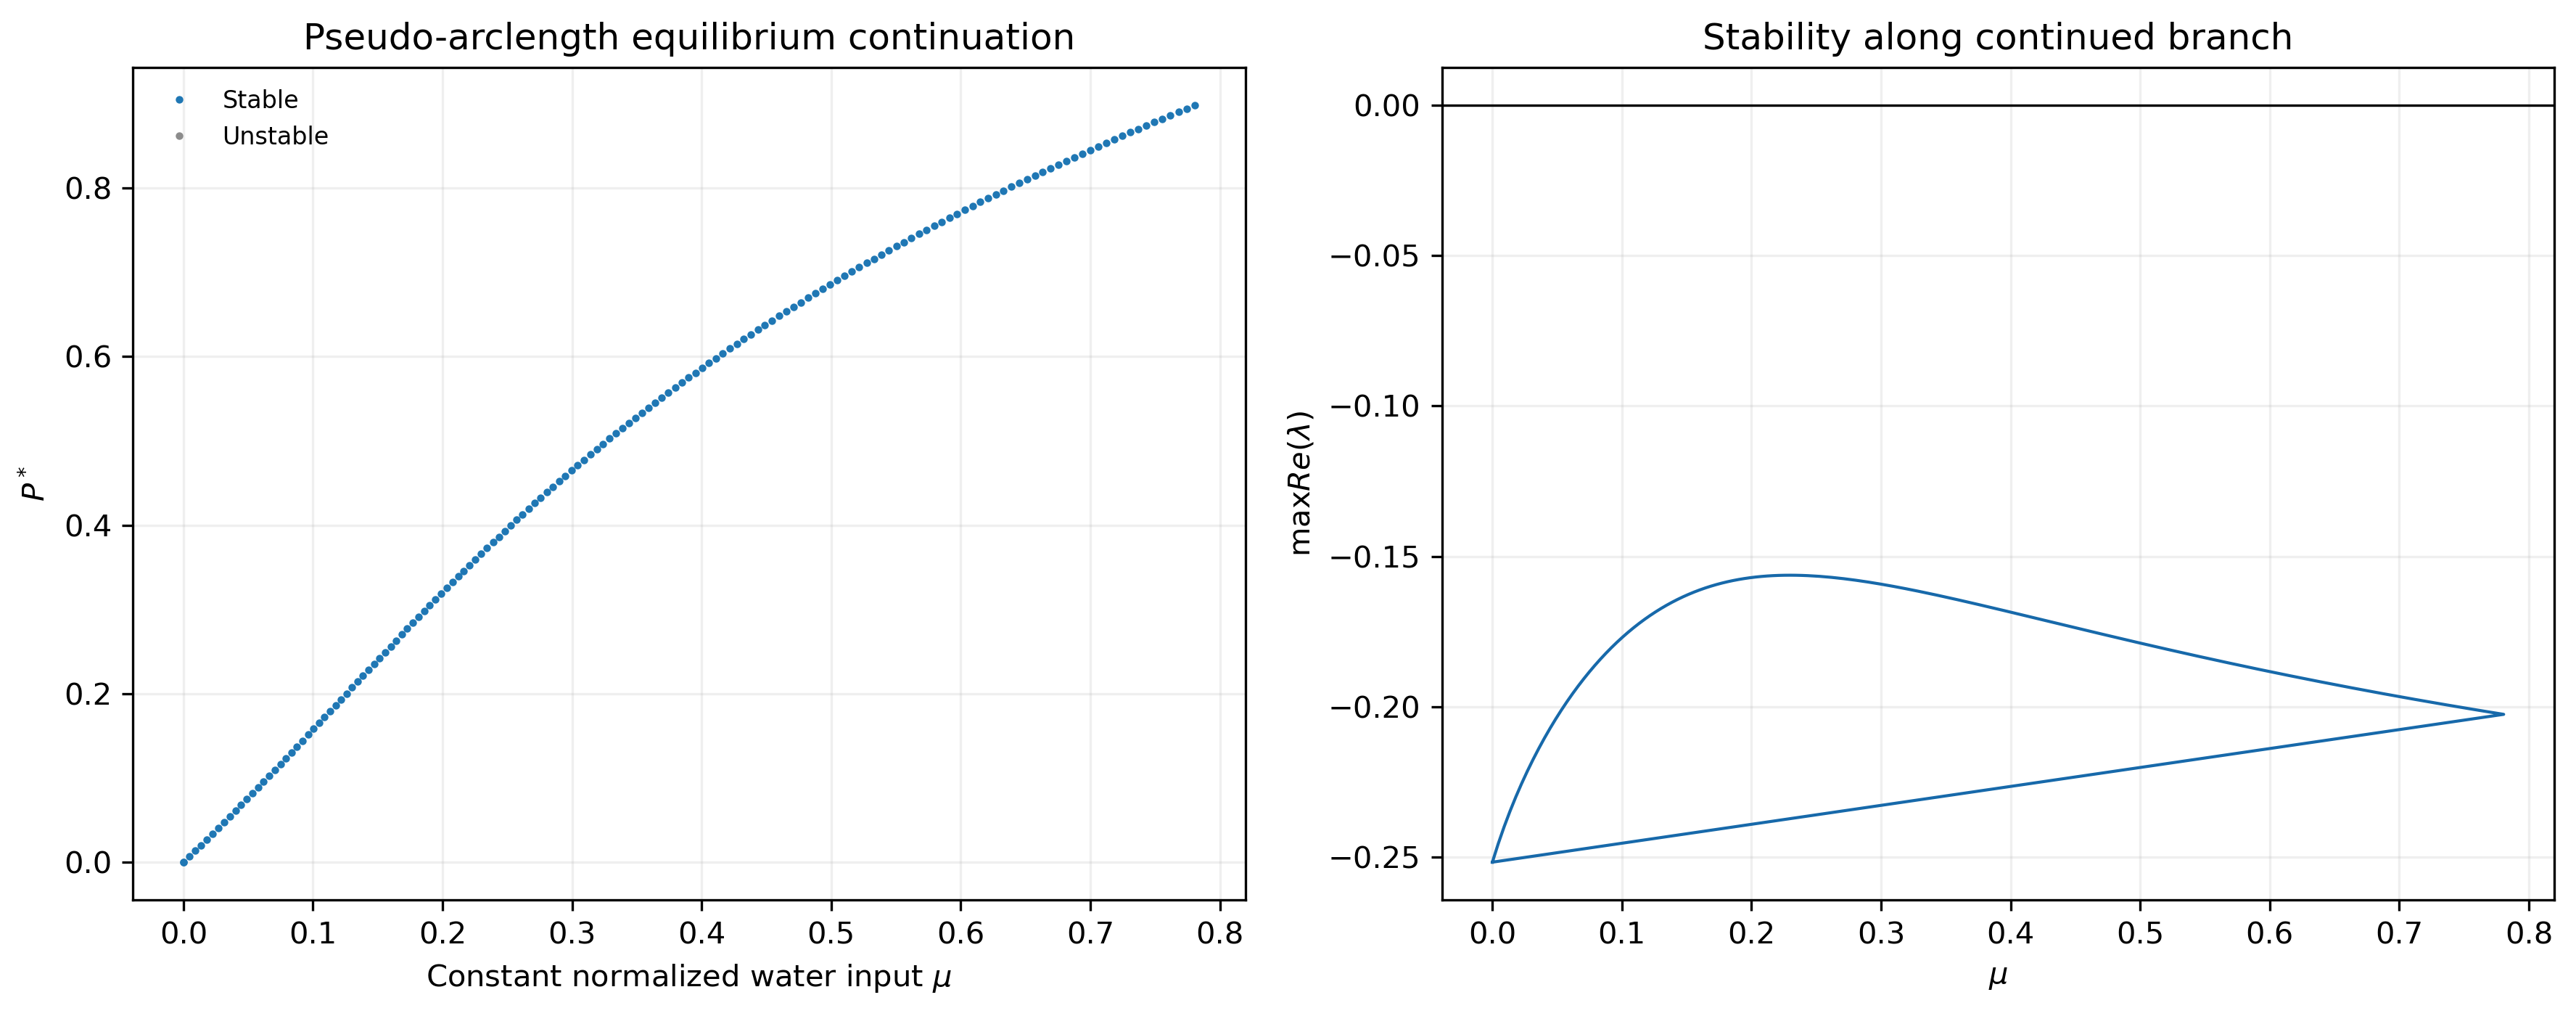 Pseudo-arclength equilibrium continuation
Stable
Unstable
0.8
0.6
0.4
0.2
0.0
P*
0.0 0.1 0.2 0.3 0.4 0.5 0.6 0.7 0.8
Constant normalized water input μ
Stability along continued branch
0.00
−0.05
−0.10
−0.15
−0.20
−0.25
maxRe(λ)
0.0 0.1 0.2 0.3 0.4 0.5 0.6 0.7 0.8
μ